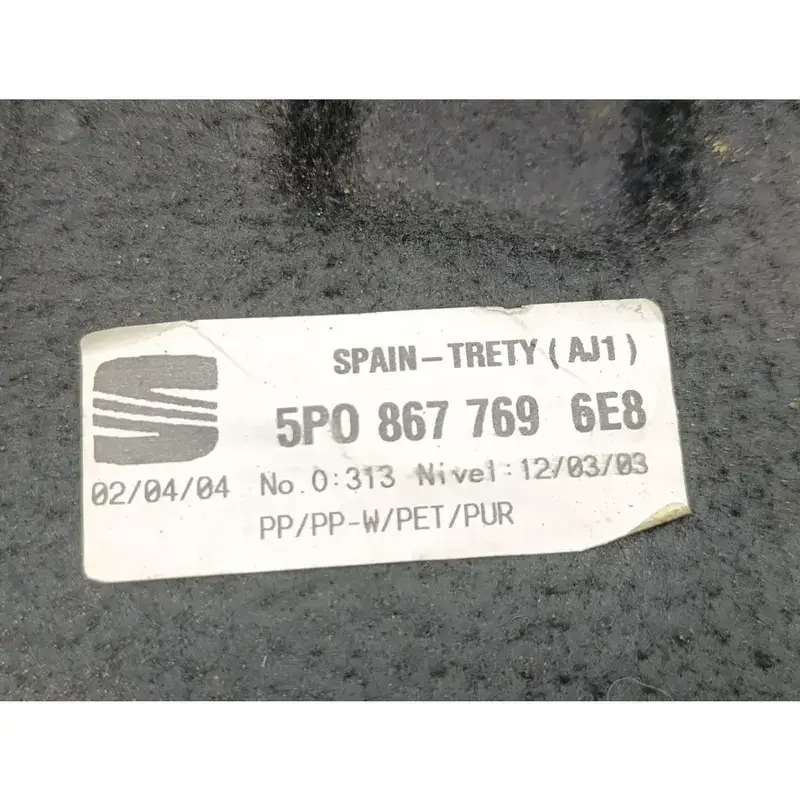 SPAIN-TRETY (AJ1)
5P0 867 769 6E8
02/04/04 No.0:313 Nivel:12/03/03
PP/PP-W/PET/PUR